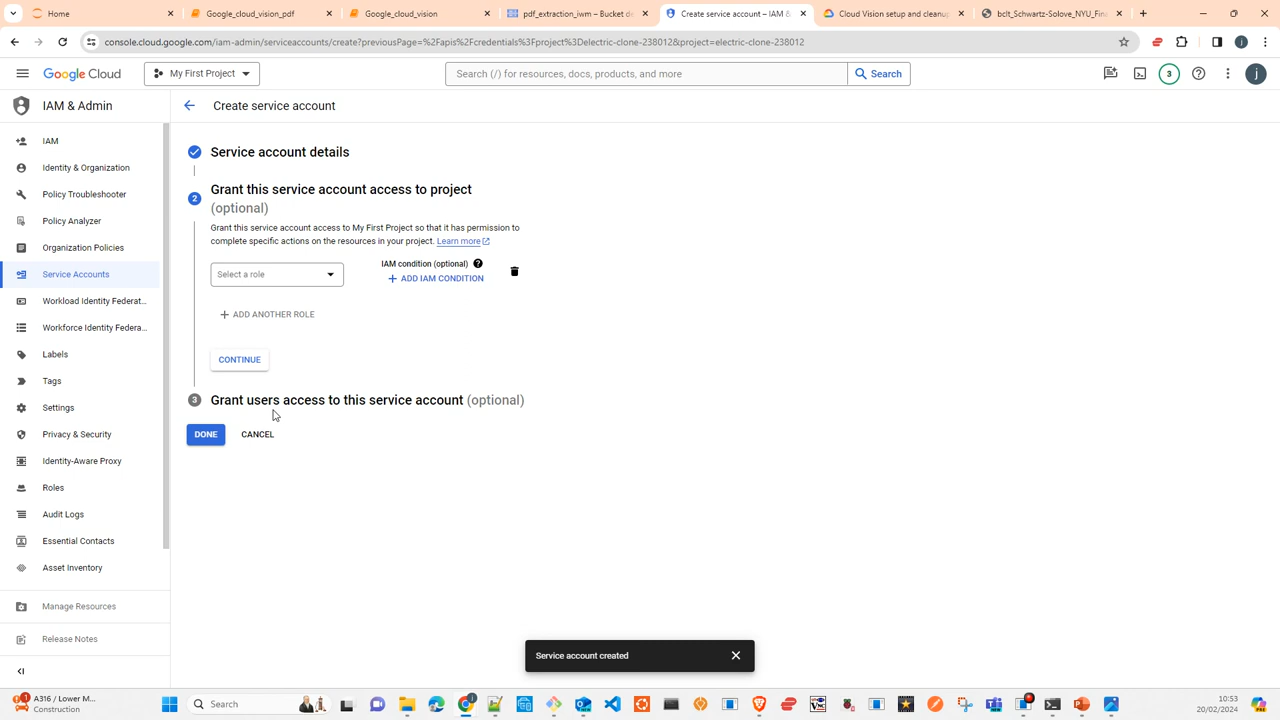 Home
Google_cloud_vision_pdf
Google_cloud_vision
pdf_extraction_iwm – Bucket de
Create service account – IAM &
Cloud Vision setup and cleanup
bclt_Schwartz-Solove_NYU_Fina
console.cloud.google.com/iam-admin/serviceaccounts/create?previousPage=%2Fapis%2Fcredentials%3Fproject%3Delectric-clone-238012&project=electric-clone-238012
Google Cloud
My First Project
Search (/) for resources, docs, products, and more
Search
3
j
IAM & Admin
Create service account
IAM
Identity & Organization
Policy Troubleshooter
Policy Analyzer
Organization Policies
Service Accounts
Workload Identity Federat...
Workforce Identity Federa...
Labels
Tags
Settings
Privacy & Security
Identity-Aware Proxy
Roles
Audit Logs
Essential Contacts
Asset Inventory
Manage Resources
Release Notes
Service account details
2
Grant this service account access to project
(optional)
Grant this service account access to My First Project so that it has permission to
complete specific actions on the resources in your project. Learn more
Select a role
IAM condition (optional)
ADD IAM CONDITION
ADD ANOTHER ROLE
CONTINUE
3
Grant users access to this service account (optional)
DONE
CANCEL
Service account created
A316 / Lower M...
Construction
Search
10:53
20/02/2024